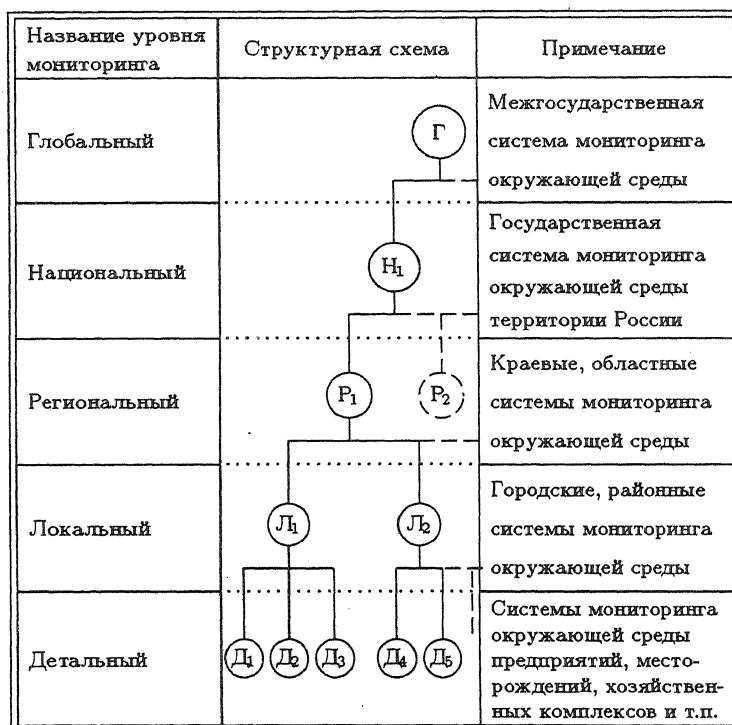 Название уровня
мониторинга
Структурная схема
Примечание
Глобальный
Г
Межгосударственная
система мониторинга
окружающей среды
Национальный
Н1
Государственная
система мониторинга
окружающей среды
территории России
Региональный
Р1
Р2
Краевые, областные
системы мониторинга
окружающей среды
Локальный
Л1
Л2
Городские, районные
системы мониторинга
окружающей среды
Детальный
Д1 Д2 Д3 Д4 Д5
Системы мониторинга
окружающей среды
предприятий, место-
рождений, хозяйствен-
ных комплексов и т.п.